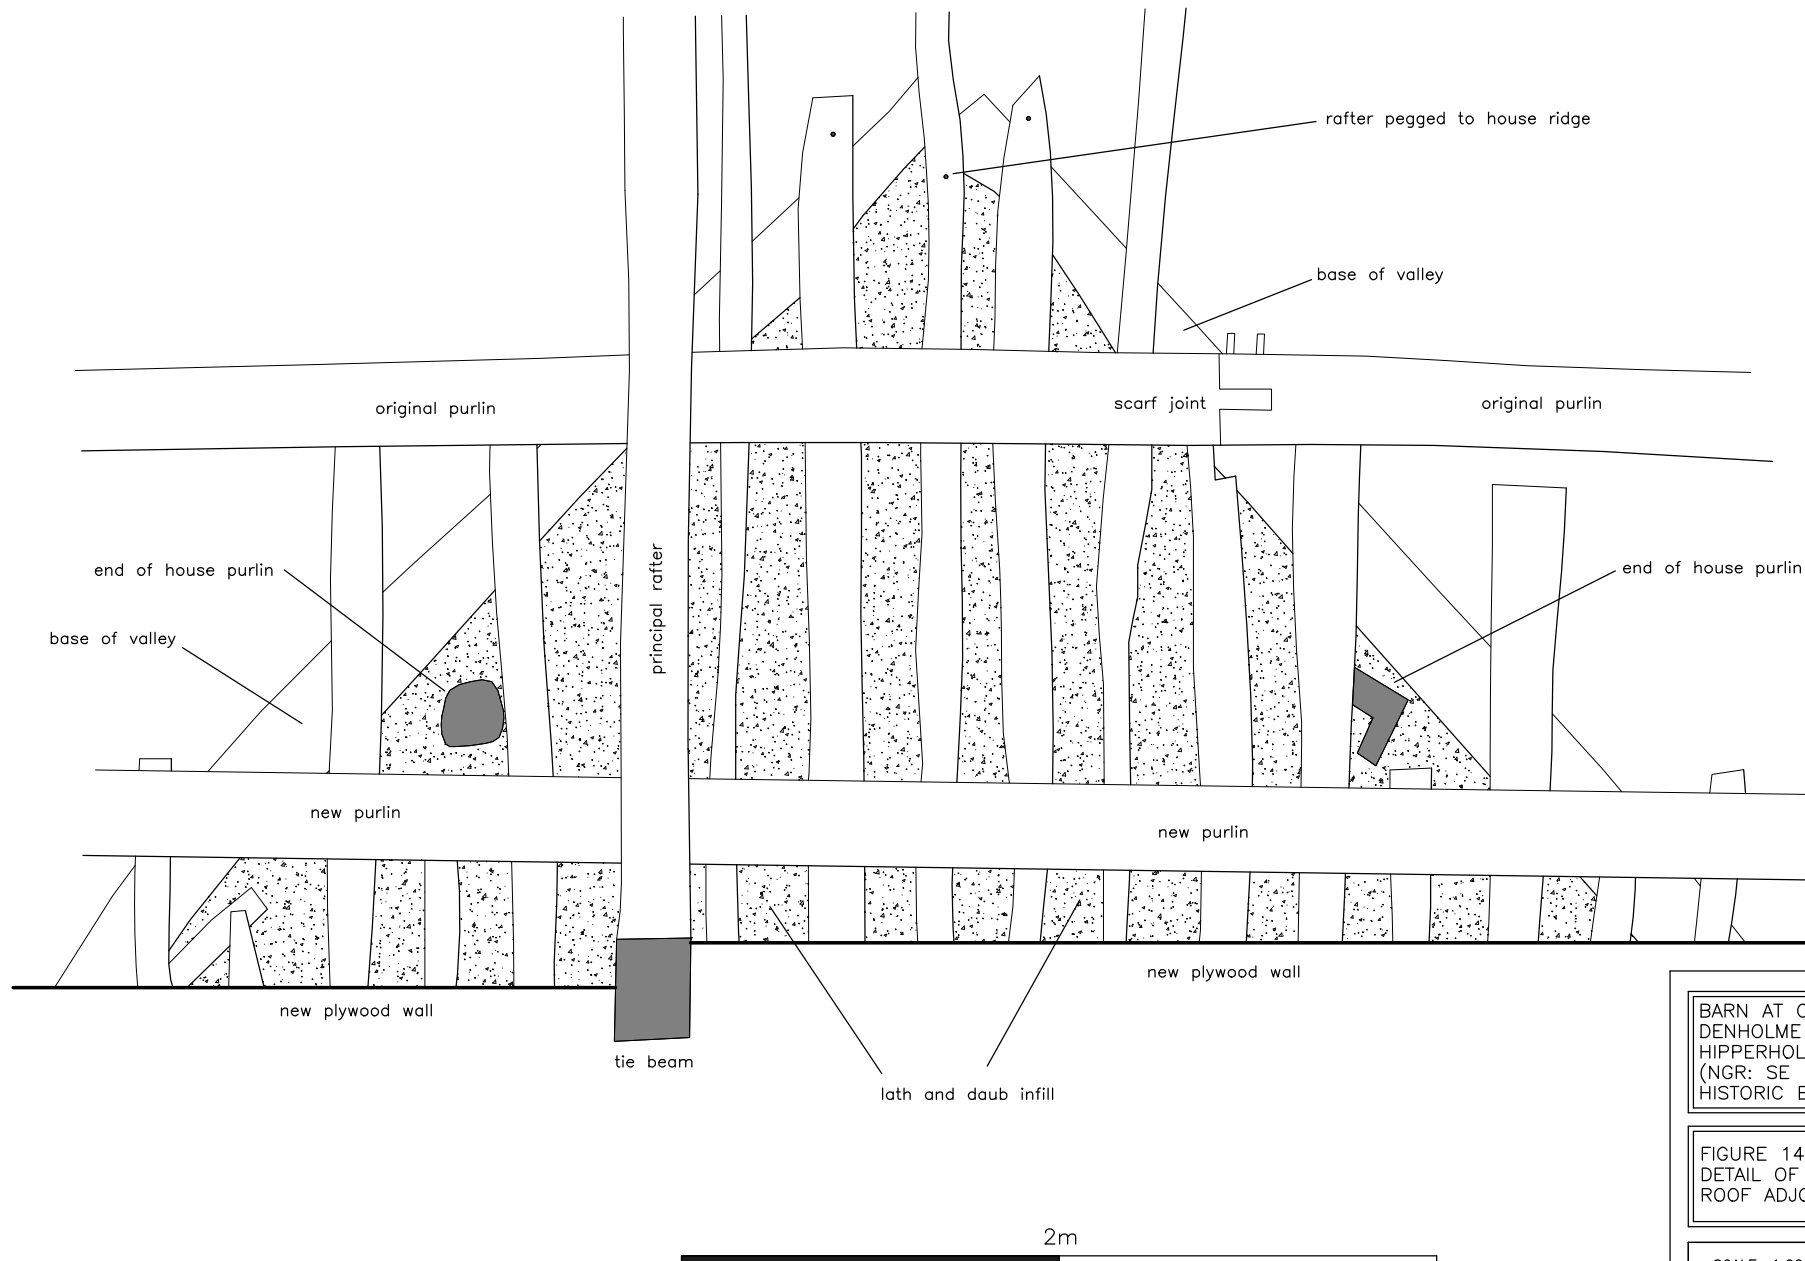 rafter pegged to house ridge
base of valley
original purlin
scarf joint
original purlin
end of house purlin
principal rafter
end of house purlin
base of valley
new purlin
new purlin
new plywood wall
new plywood wall
tie beam
lath and daub infill
BARN AT
DENHOLME
HIPPERHOL
(NGR: SE
HISTORIC
FIGURE 14
DETAIL OF
ROOF
2m